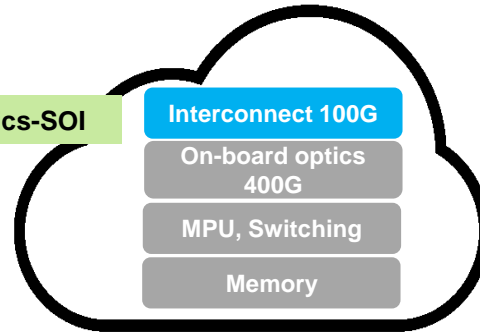 cs-SOI
Interconnect 100G
On-board optics
400G
MPU, Switching
Memory